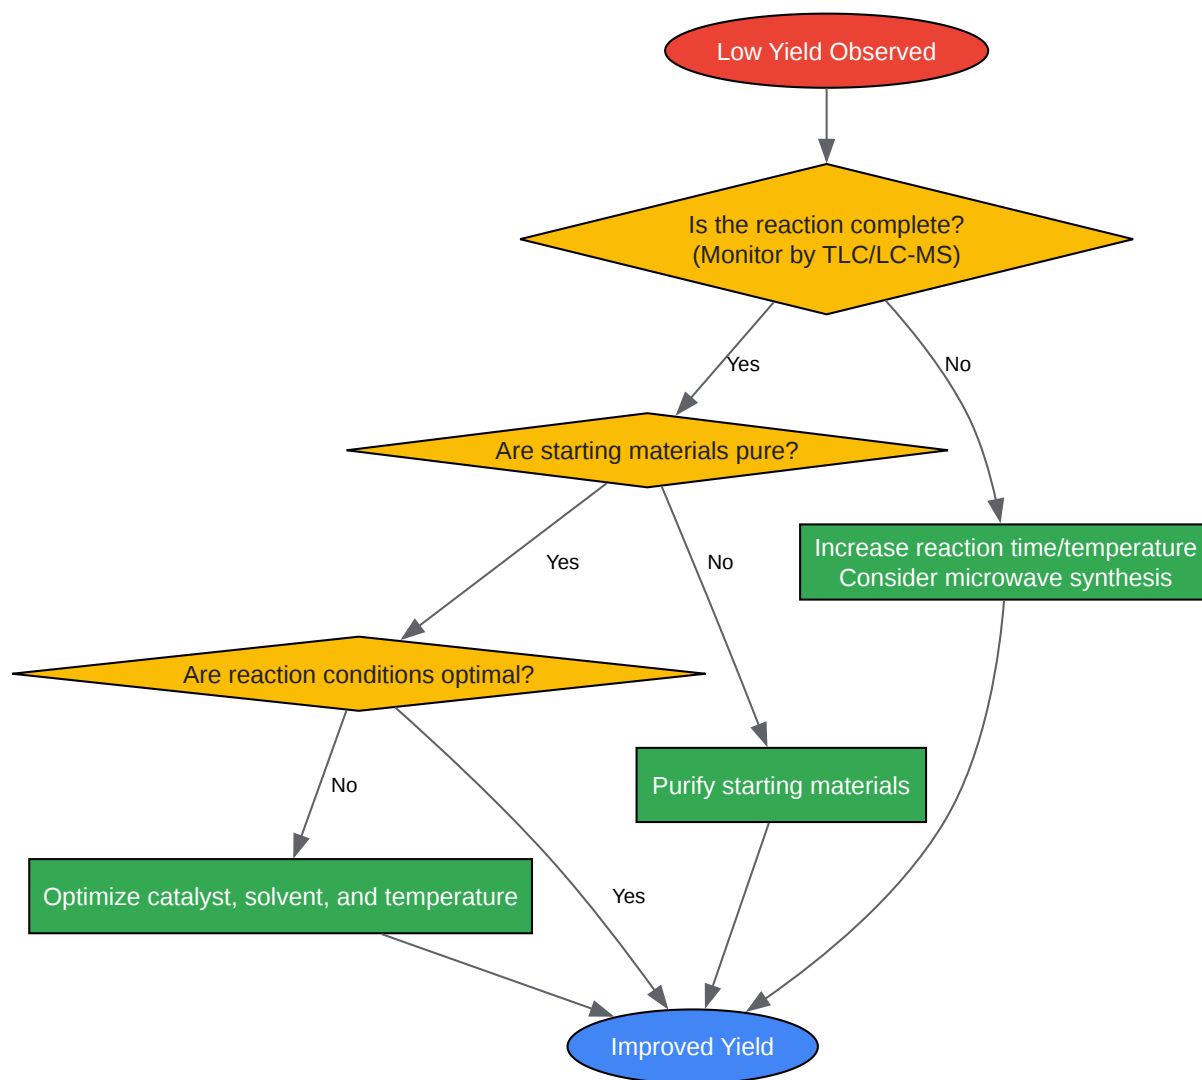 Low Yield Observed
Is the reaction complete?
(Monitor by TLC/LC-MS)
Yes
No
Are starting materials pure?
Increase reaction time/temperature
Consider microwave synthesis
Yes
No
Are reaction conditions optimal?
No
Purify starting materials
Optimize catalyst, solvent, and temperature
Yes
Improved Yield